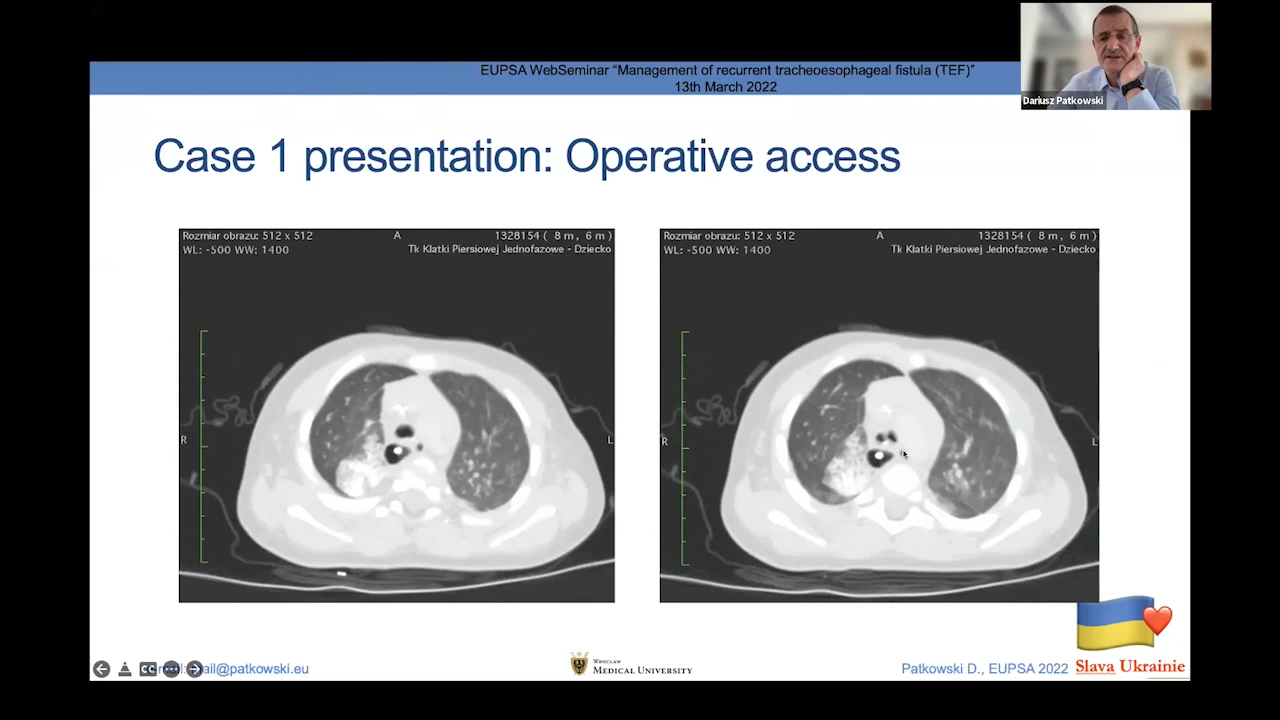 EUPSA WebSeminar “Management of recurrent tracheoesophageal fistula (TEF)”
13th March 2022
Dariusz Patkowski
Case 1 presentation: Operative access
Rozmiar obrazu: 512 x 512
A
1328154 ( 8 m , 6 m )
WL: -500 WW: 1400
Tk Klatki Piersiowej Jednofazowe - Dziecko
R
L
Rozmiar obrazu: 512 x 512
A
1328154 ( 8 m , 6 m )
WL: -500 WW: 1400
Tk Klatki Piersiowej Jednofazowe - Dziecko
R
L
CC
@patkowski.eu
WROCLAW
MEDICAL UNIVERSITY
Patkowski D., EUPSA 2022
Slava Ukrainie